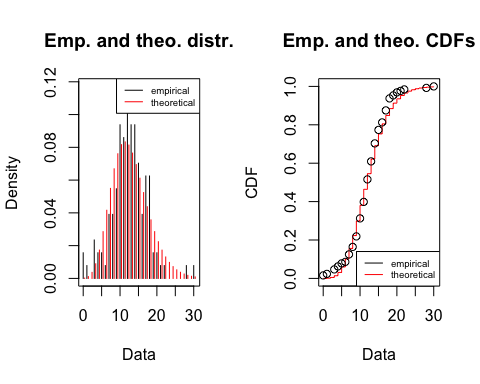 Emp. and theo. distr.
Density
0.00 0.04 0.08 0.12
empirical
theoretical
0 10 20 30
Data
Emp. and theo. CDFs
CDF
0.0 0.2 0.4 0.6 0.8 1.0
empirical
theoretical
0 10 20 30
Data